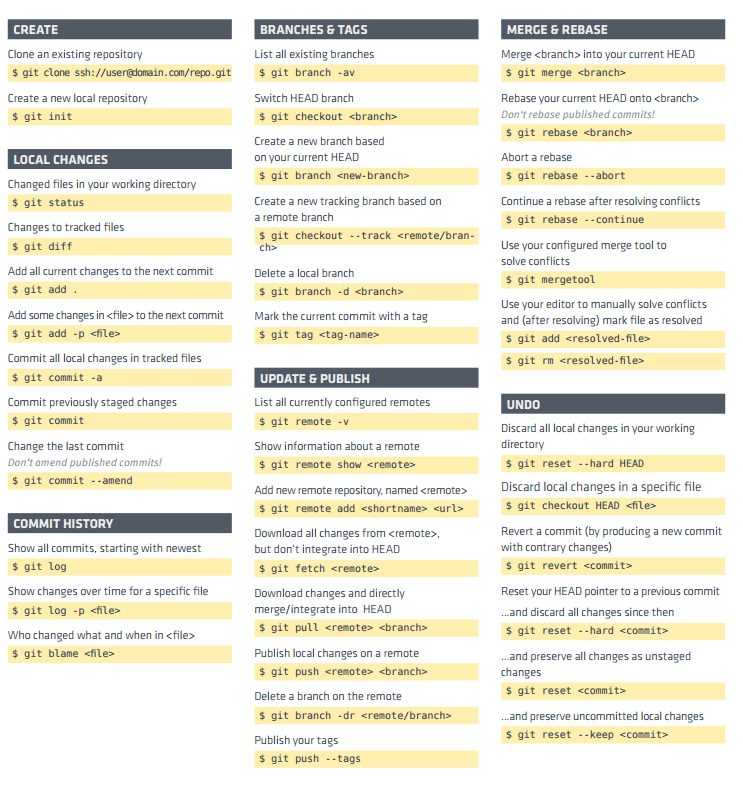 CREATE
Clone an existing repository
$ git clone ssh://user@domain.com/repo.git
Create a new local repository
$ git init
LOCAL CHANGES
Changed files in your working directory
$ git status
Changes to tracked files
$ git diff
Add all current changes to the next commit
$ git add .
Add some changes in <file> to the next commit
$ git add -p <file>
Commit all local changes in tracked files
$ git commit -a
Commit previously staged changes
$ git commit
Change the last commit
Don't amend published commits!
$ git commit --amend
COMMIT HISTORY
Show all commits, starting with newest
$ git log
Show changes over time for a specific file
$ git log -p <file>
Who changed what and when in <file>
$ git blame <file>
BRANCHES & TAGS
List all existing branches
$ git branch -av
Switch HEAD branch
$ git checkout <branch>
Create a new branch based
on your current HEAD
$ git branch <new-branch>
Create a new tracking branch based on
a remote branch
$ git checkout --track <remote/bran-
ch>
Delete a local branch
$ git branch -d <branch>
Mark the current commit with a tag
$ git tag <tag-name>
UPDATE & PUBLISH
List all currently configured remotes
$ git remote -v
Show information about a remote
$ git remote show <remote>
Add new remote repository, named <remote>
$ git remote add <shortname> <url>
Download all changes from <remote>,
but don't integrate into HEAD
$ git fetch <remote>
Download changes and directly
merge/integrate into HEAD
$ git pull <remote> <branch>
Publish local changes on a remote
$ git push <remote> <branch>
Delete a branch on the remote
$ git branch -dr <remote/branch>
Publish your tags
$ git push --tags
MERGE & REBASE
Merge <branch> into your current HEAD
$ git merge <branch>
Rebase your current HEAD onto <branch>
Don't rebase published commits!
$ git rebase <branch>
Abort a rebase
$ git rebase --abort
Continue a rebase after resolving conflicts
$ git rebase --continue
Use your configured merge tool to
solve conflicts
$ git mergetool
Use your editor to manually solve conflicts
and (after resolving) mark file as resolved
$ git add <resolved-file>
$ git rm <resolved-file>
UNDO
Discard all local changes in your working
directory
$ git reset --hard HEAD
Discard local changes in a specific file
$ git checkout HEAD <file>
Revert a commit (by producing a new commit
with contrary changes)
$ git revert <commit>
Reset your HEAD pointer to a previous commit
...and discard all changes since then
$ git reset --hard <commit>
...and preserve all changes as unstaged
changes
$ git reset <commit>
...and preserve uncommitted local changes
$ git reset --keep <commit>